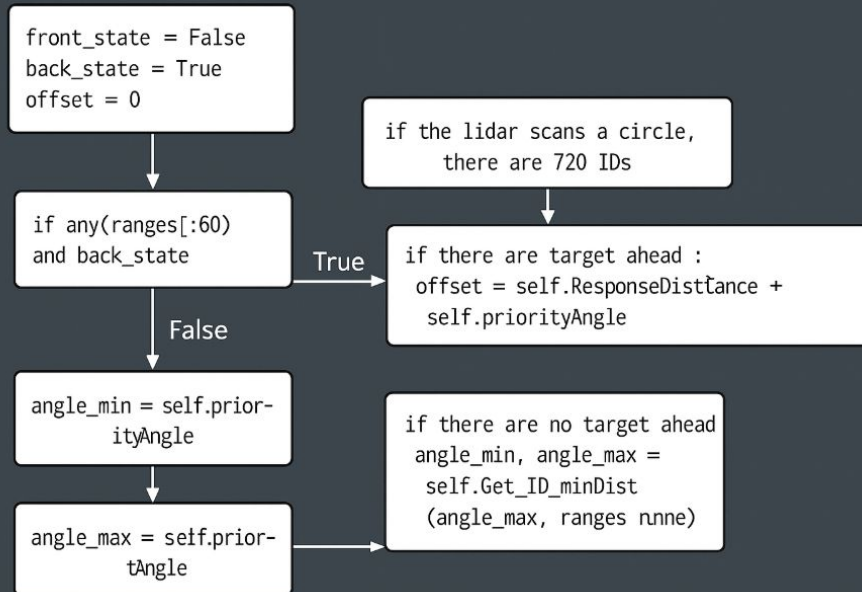 front_state = False
back_state = True
offset = 0
if the lidar scans a circle,
there are 720 IDs
if any(ranges[:60)
and back_state
True
if there are target ahead :
offset = self.ResponseDisttance +
self.priorityAngle
False
angle_min = self.prior-
ityAngle
if there are no target ahead
angle_min, angle_max =
self.Get_ID_minDist
(angle_max, ranges
angle_max = self.prior-
tAngle